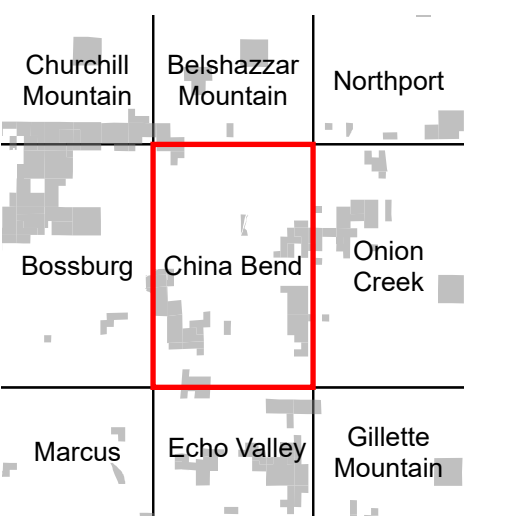 Churchill
Mountain
Belshazzar
Mountain
Northport
Bossburg
China Bend
Onion
Creek
Marcus
Echo Valley
Gillette
Mountain